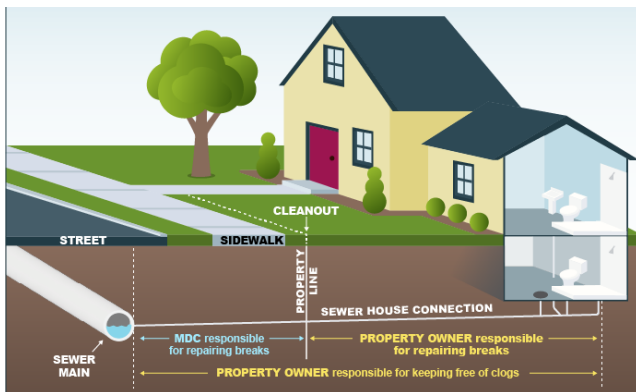 CLEANOUT
STREET
SIDEWALK
PROPERTY
LINE
SEWER HOUSE CONNECTION
SEWER
MAIN
MDC responsible
for repairing breaks
PROPERTY OWNER responsible
for repairing breaks
PROPERTY OWNER responsible for keeping free of clogs